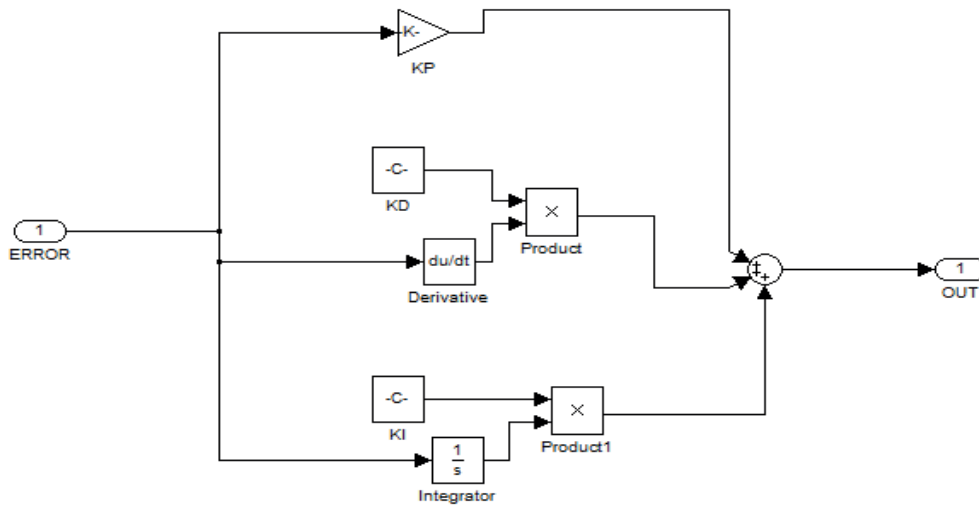 -K-
KP
-C-
KD
×
Product
1
ERROR
du/dt
Derivative
+
+
+
1
OUT
-C-
KI
×
Product1
1
s
Integrator